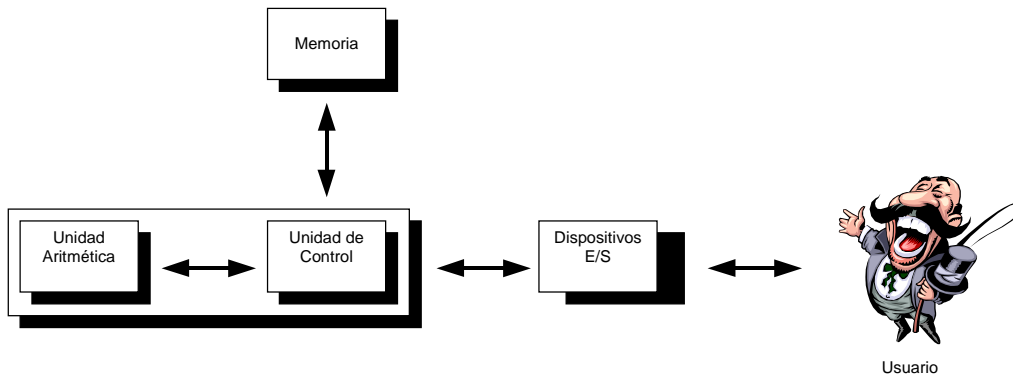 Memoria
Unidad
Aritmética
Unidad de
Control
Dispositivos
E/S
Usuario